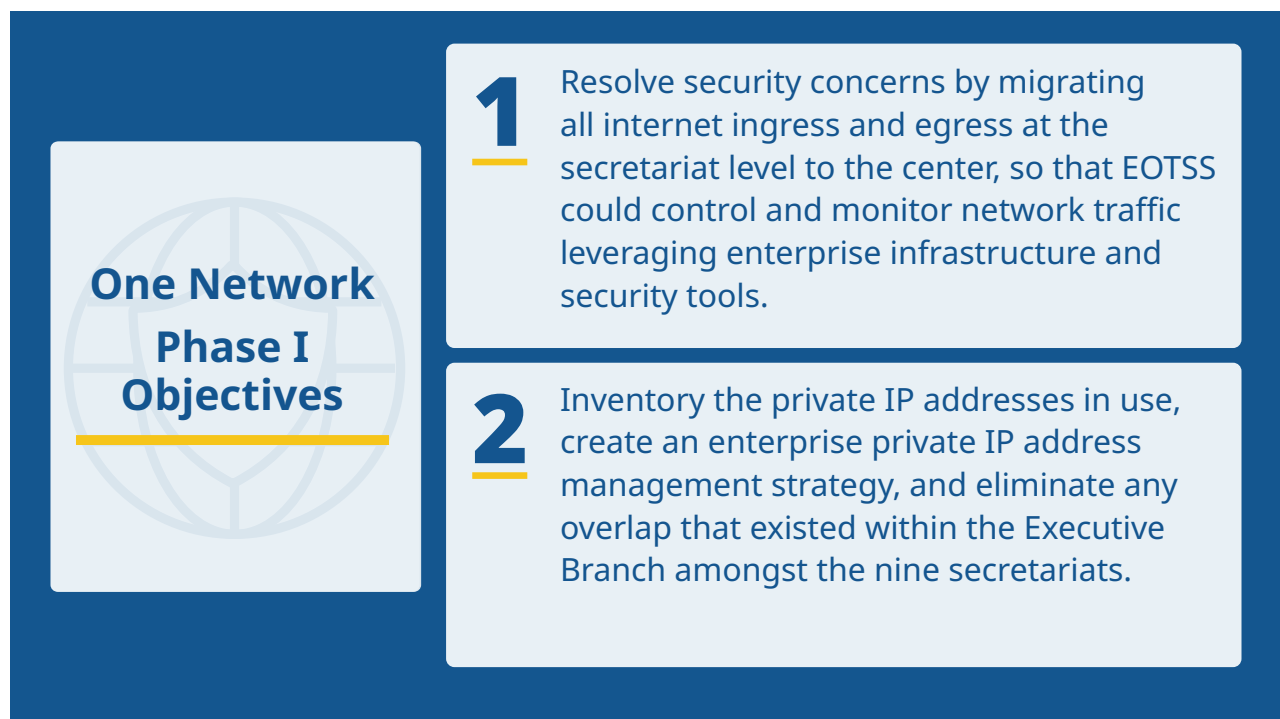 One Network
Phase I
Objectives
1
Resolve security concerns by migrating
all internet ingress and egress at the
secretariat level to the center, so that EOTSS
could control and monitor network traffic
leveraging enterprise infrastructure and
security tools.
2
Inventory the private IP addresses in use,
create an enterprise private IP address
management strategy, and eliminate any
overlap that existed within the Executive
Branch amongst the nine secretariats.